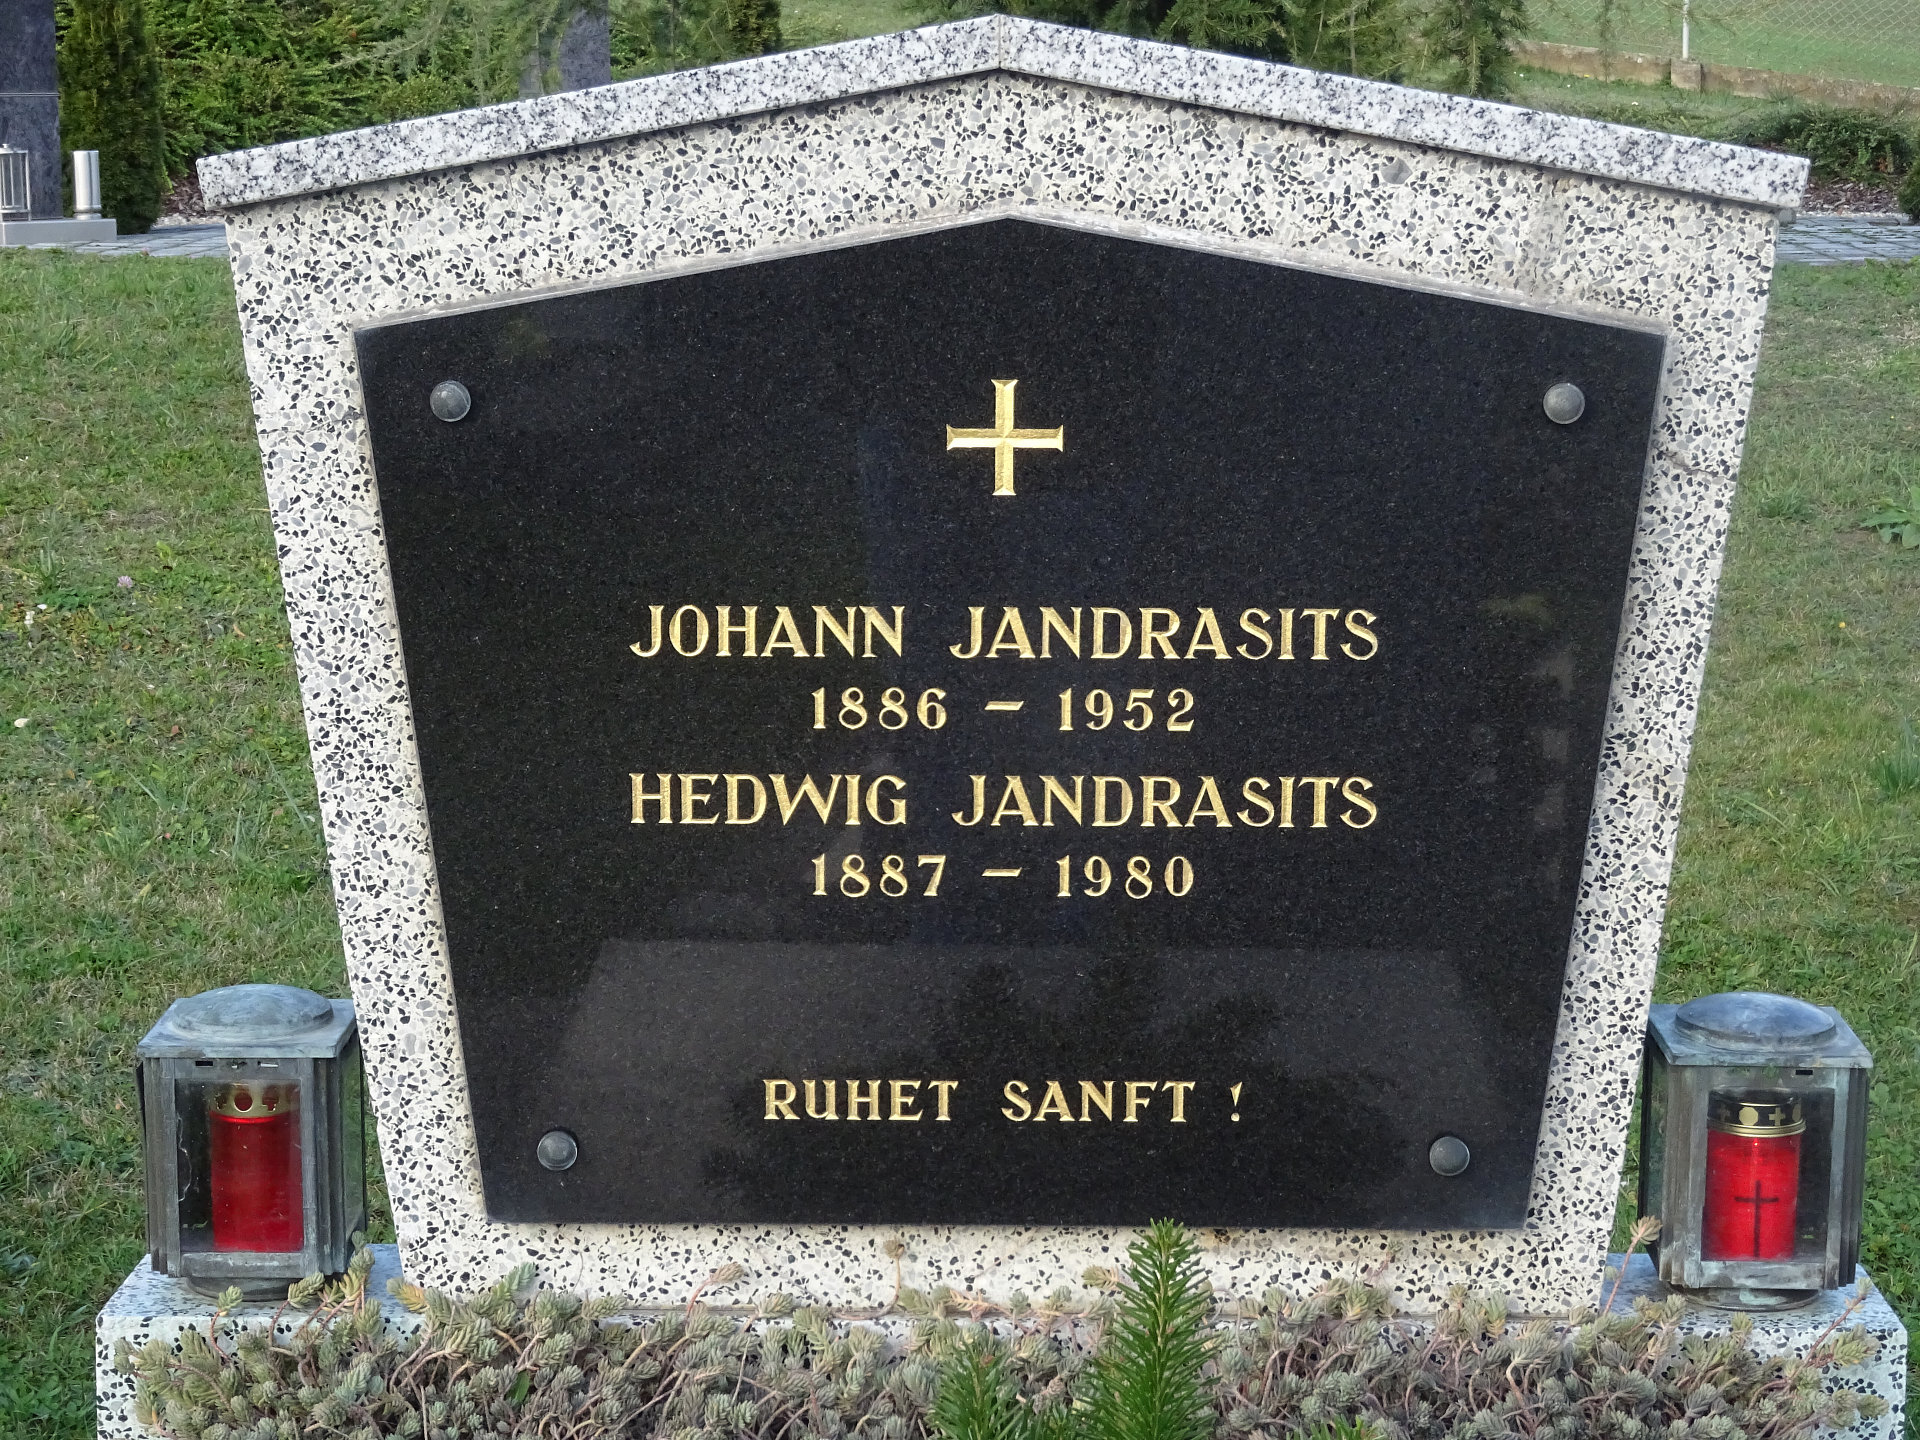 JOHANN JANDRASITS
1886 – 1952
HEDWIG JANDRASITS
1887 – 1980
RUHET SANFT !